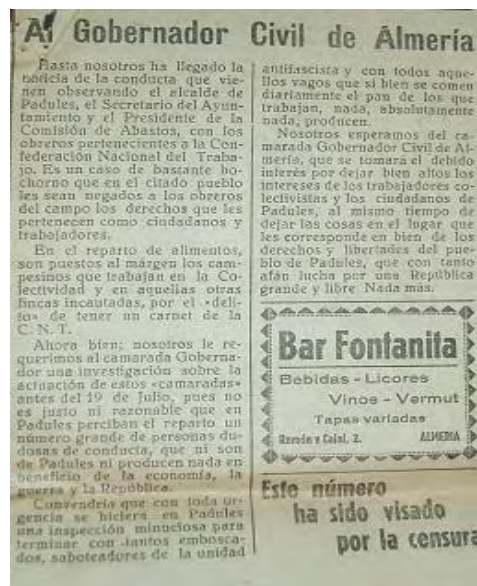 Al Gobernador Civil de Almería
Hasta nosotros ha llegado la
noticia de la conducta que vie-
nen observando el alcalde de
Padules, el Secretario del Ayun-
tamiento y el Presidente de la
Comisión de Abastos, con los
obreros pertenecientes a la Con-
federación Nacional del Traba-
jo. Es un caso de bastante bo-
chorno que en el citado pueblo
les sean negados a los obreros
del campo los derechos que les
pertenecen como ciudadanos y
trabajadores.
En el reparto de alimentos,
son puestos al márgen los cam-
pesinos que trabajan en la Co-
lectividad y en aquellas otras
fincas incautadas, por el «deli-
to» de tener un carnet de la
C. N. T.
Ahora bien; nosotros le re-
querimos al camarada Goberna-
dor una investigación sobre la
actuación de estos «camaradas»
antes del 19 de Julio, pues no
es justo ni razonable que en
Padules perciban el reparto un
número grande de personas du-
dosas de conducta, que ni son
de Padules ni producen nada en
beneficio de la economía, la
guerra y la República.
Convendría que con toda ur-
gencia se hiciera en Padules
una inspección minuciosa para
terminar con tantos embosca-
dos, saboteadores de la unidad
antifascista y con todos aque-
llos vagos que si bien se comen
diariamente el pan de los que
trabajan, nada, absolutamente
nada, producen.
Nosotros esperamos del ca-
marada Gobernador Civil de Al-
mería, que se tomará el debido
interés por dejar bien altos los
intereses de los trabajadores co-
lectivistas y los ciudadanos de
Padules, al mismo tiempo de
dejar las cosas en el lugar que
les corresponde en bien de los
derechos y libertades del pue-
blo de Padules, que con tanto
afán lucha por una República
grande y libre Nada más.
Bar Fontanita
Bebidas - Licores
Vinos - Vermut
Tapas variadas
Ramón y Cajal, 2. ALMERIA
Este número
ha sido visado
por la censura